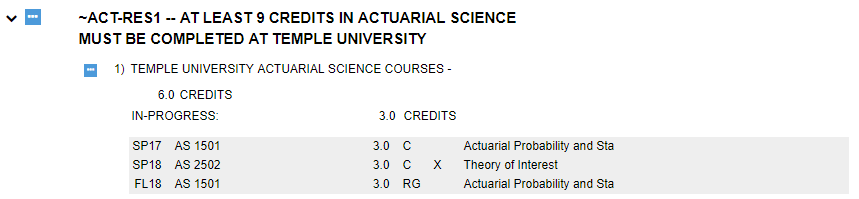 ~ACT-RES1 -- AT LEAST 9 CREDITS IN ACTUARIAL SCIENCE
MUST BE COMPLETED AT TEMPLE UNIVERSITY
1) TEMPLE UNIVERSITY ACTUARIAL SCIENCE COURSES -
6.0 CREDITS
IN-PROGRESS: 3.0 CREDITS
SP17 AS 1501 3.0 C Actuarial Probability and Sta
SP18 AS 2502 3.0 C X Theory of Interest
FL18 AS 1501 3.0 RG Actuarial Probability and Sta